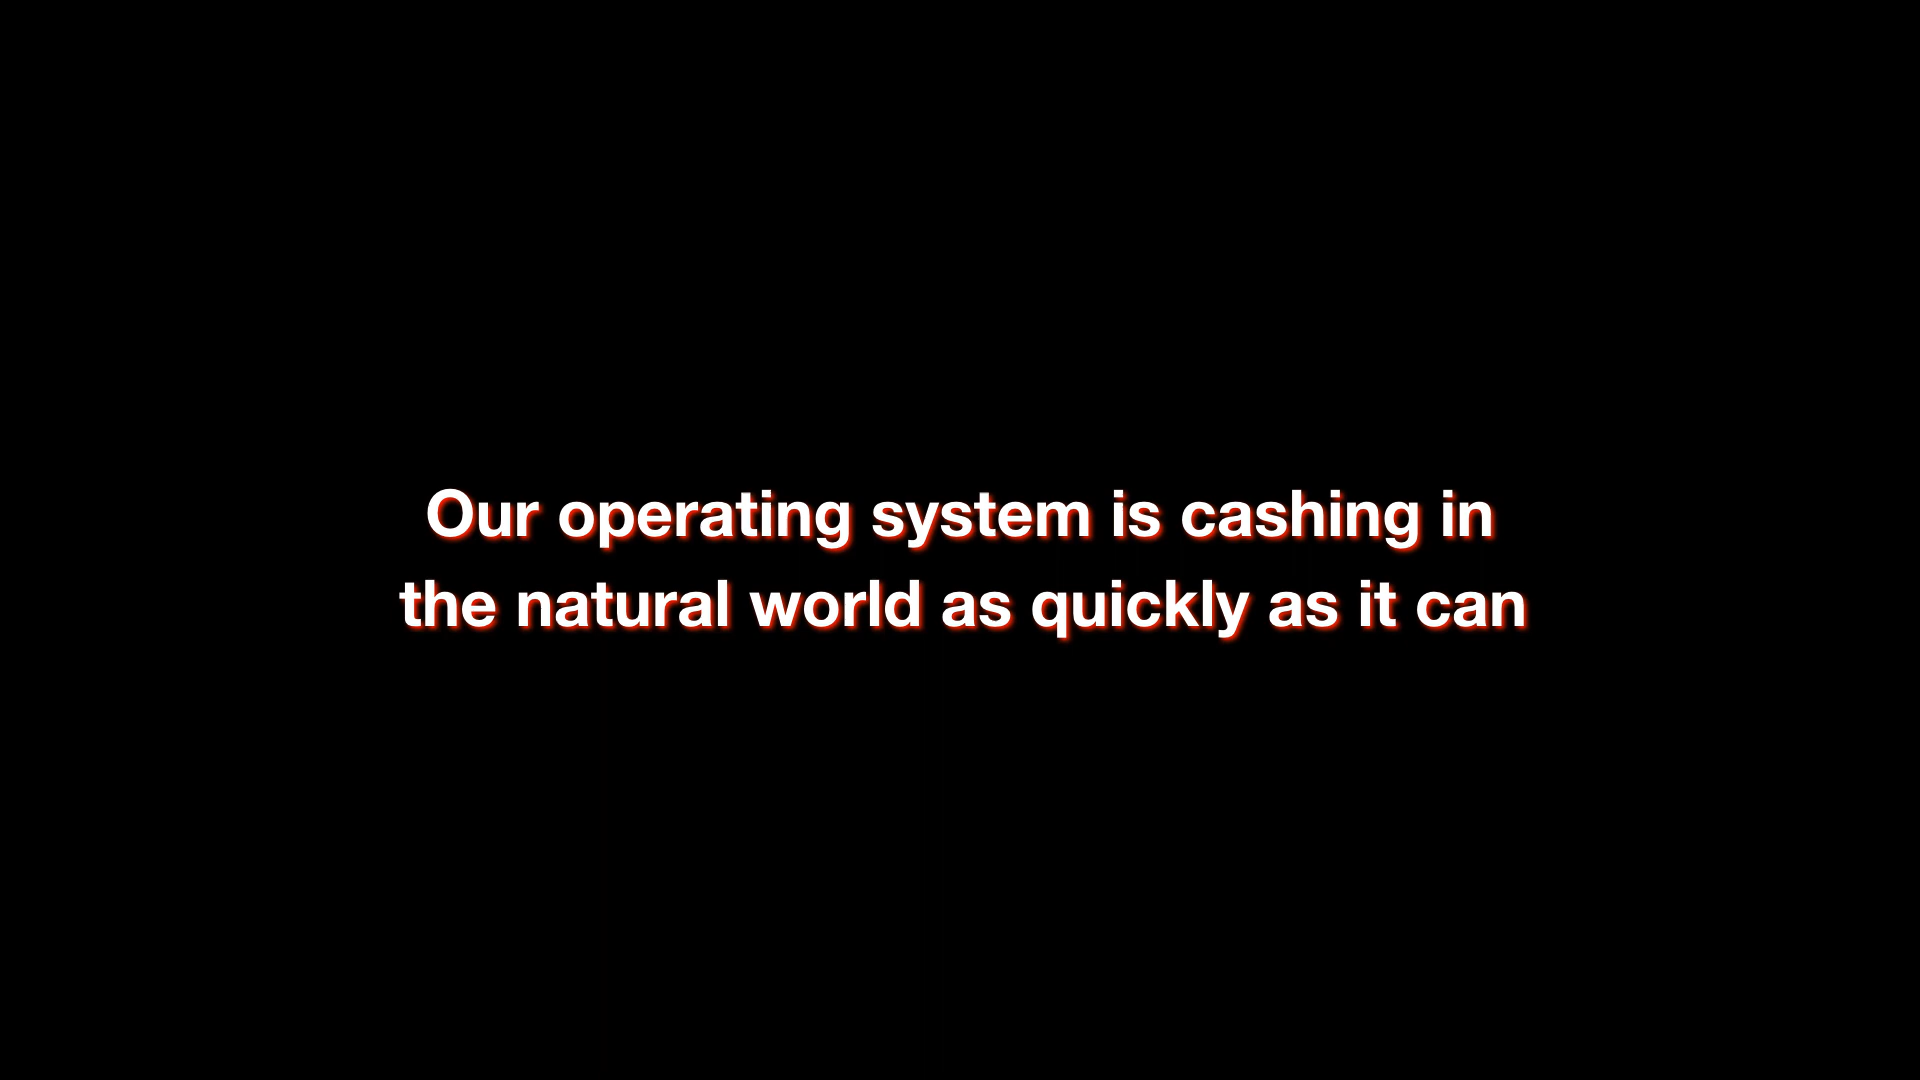 Our operating system is cashing in
the natural world as quickly as it can